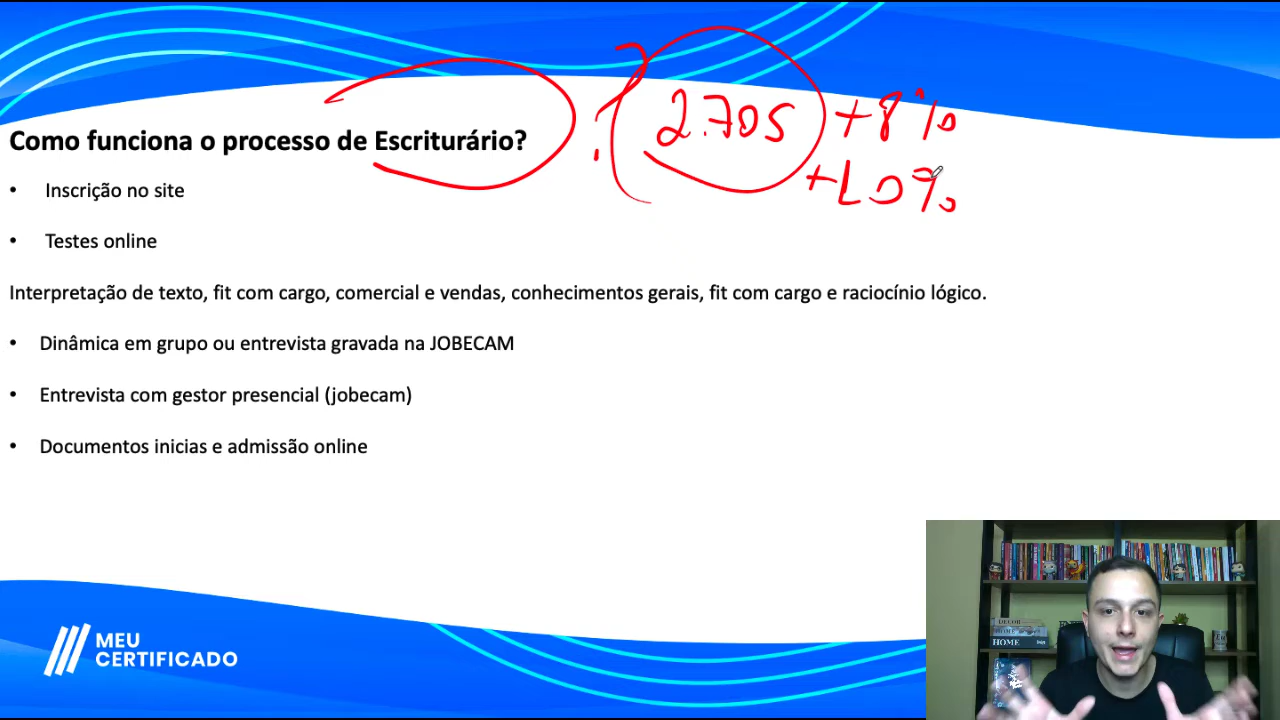 2.705 +8%
+10%
Como funciona o processo de Escriturário?
• Inscrição no site
• Testes online
Interpretação de texto, fit com cargo, comercial e vendas, conhecimentos gerais, fit com cargo e raciocínio lógico.
• Dinâmica em grupo ou entrevista gravada na JOBECAM
• Entrevista com gestor presencial (jobecam)
• Documentos inicias e admissão online
HOME
MEU
CERTIFICADO